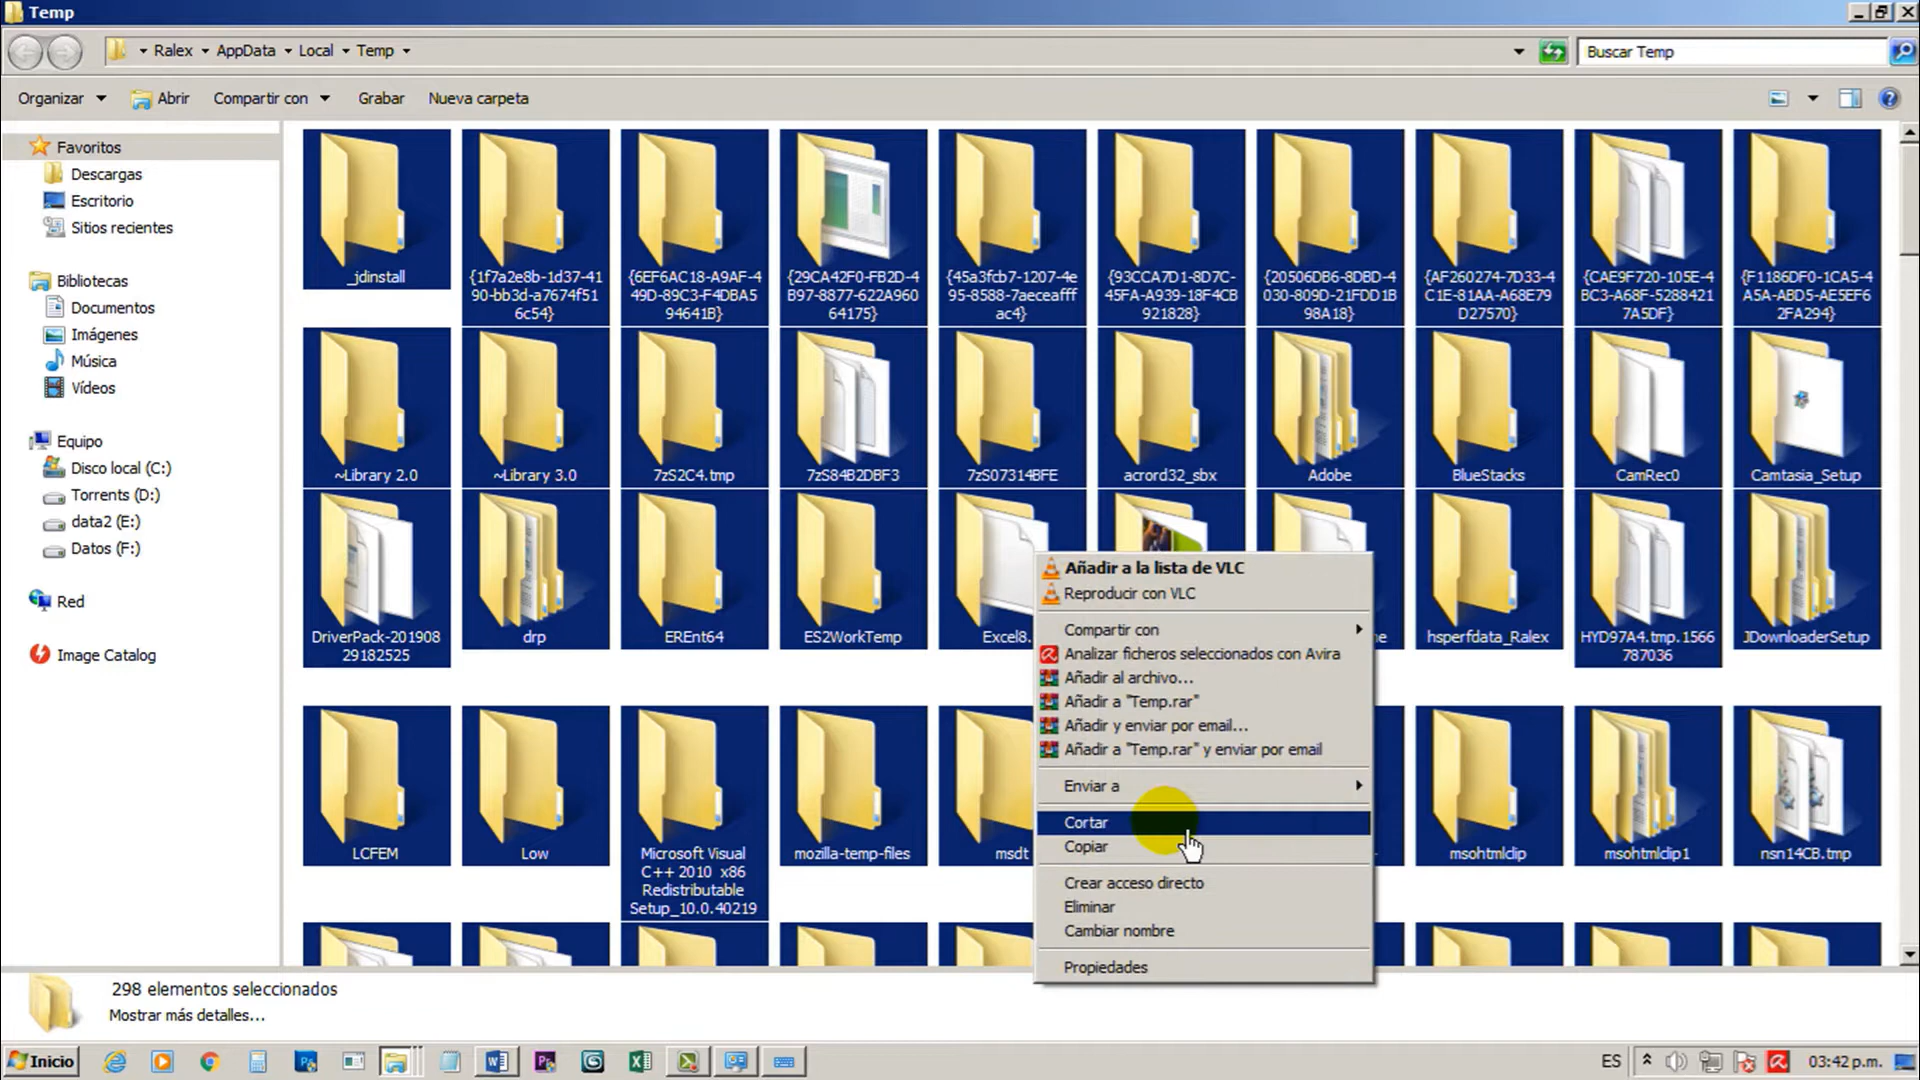 Temp
Ralex AppData Local Temp
Buscar Temp
Organizar Abrir Compartir con Grabar Nueva carpeta
Favoritos
Descargas
Escritorio
Sitios recientes
Bibliotecas
Documentos
Imágenes
Música
Vídeos
Equipo
Disco local (C:)
Torrents (D:)
data2 (E:)
Datos (F:)
Red
Image Catalog
_jdinstall
{1f7a2e8b-1d37-41
90-bb3d-a7674f51
6c54}
{6EF6AC18-A9AF-4
49D-89C3-F4DBA5
94641B}
{29CA42F0-FB2D-4
B97-8877-622A960
64175}
{45a3fcb7-1207-4e
95-8588-7aeceafff
ac4}
{93CCA7D1-8D7C-
45FA-A939-18F4CB
921828}
{20506DB6-8DBD-4
030-809D-21FDD1B
98A18}
{AF260274-7D33-4
C1E-81AA-A68E79
D27570}
{CAE9F720-105E-4
BC3-A68F-5288421
7A5DF}
{F1186DF0-1CA5-4
A5A-ABD5-AE5EF6
2FA294}
~Library 2.0
~Library 3.0
7zS2C4.tmp
7zS84B2DBF3
7zS07314BFE
acrord32_sbx
Adobe
BlueStacks
CamRec0
Camtasia_Setup
DriverPack-201908
29182525
drp
EREnt64
ES2WorkTemp
Excel8.
hsperfdata_Ralex
HYD97A4.tmp.1566
787036
JDownloaderSetup
LCFEM
Low
Microsoft Visual
C++ 2010 x86
Redistributable
Setup_10.0.40219
mozilla-temp-files
msdt
msohtmlclip
msohtmlclip1
nsn14CB.tmp
Añadir a la lista de VLC
Reproducir con VLC
Compartir con
Analizar ficheros seleccionados con Avira
Añadir al archivo...
Añadir a "Temp.rar"
Añadir y enviar por email...
Añadir a "Temp.rar" y enviar por email
Enviar a
Cortar
Copiar
Crear acceso directo
Eliminar
Cambiar nombre
Propiedades
298 elementos seleccionados
Mostrar más detalles...
Inicio
ES
03:42 p.m.